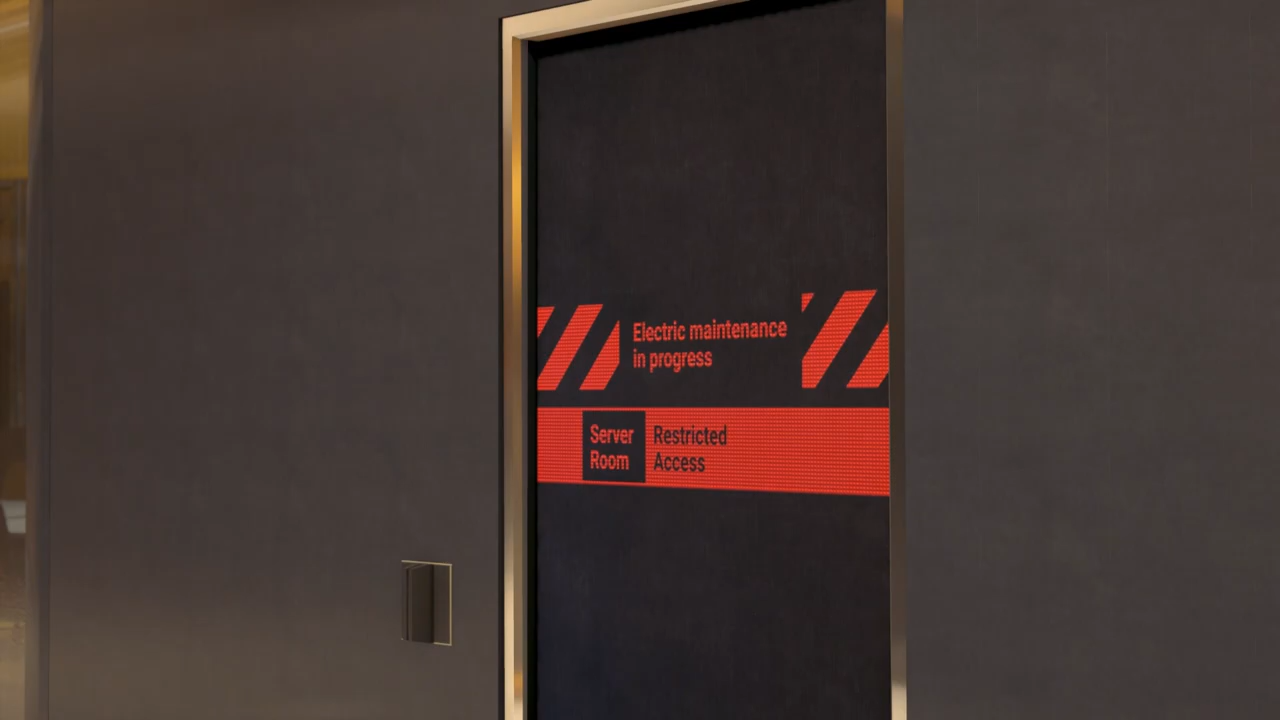 Electric maintenance
in progress
Server
Room
Restricted
Access